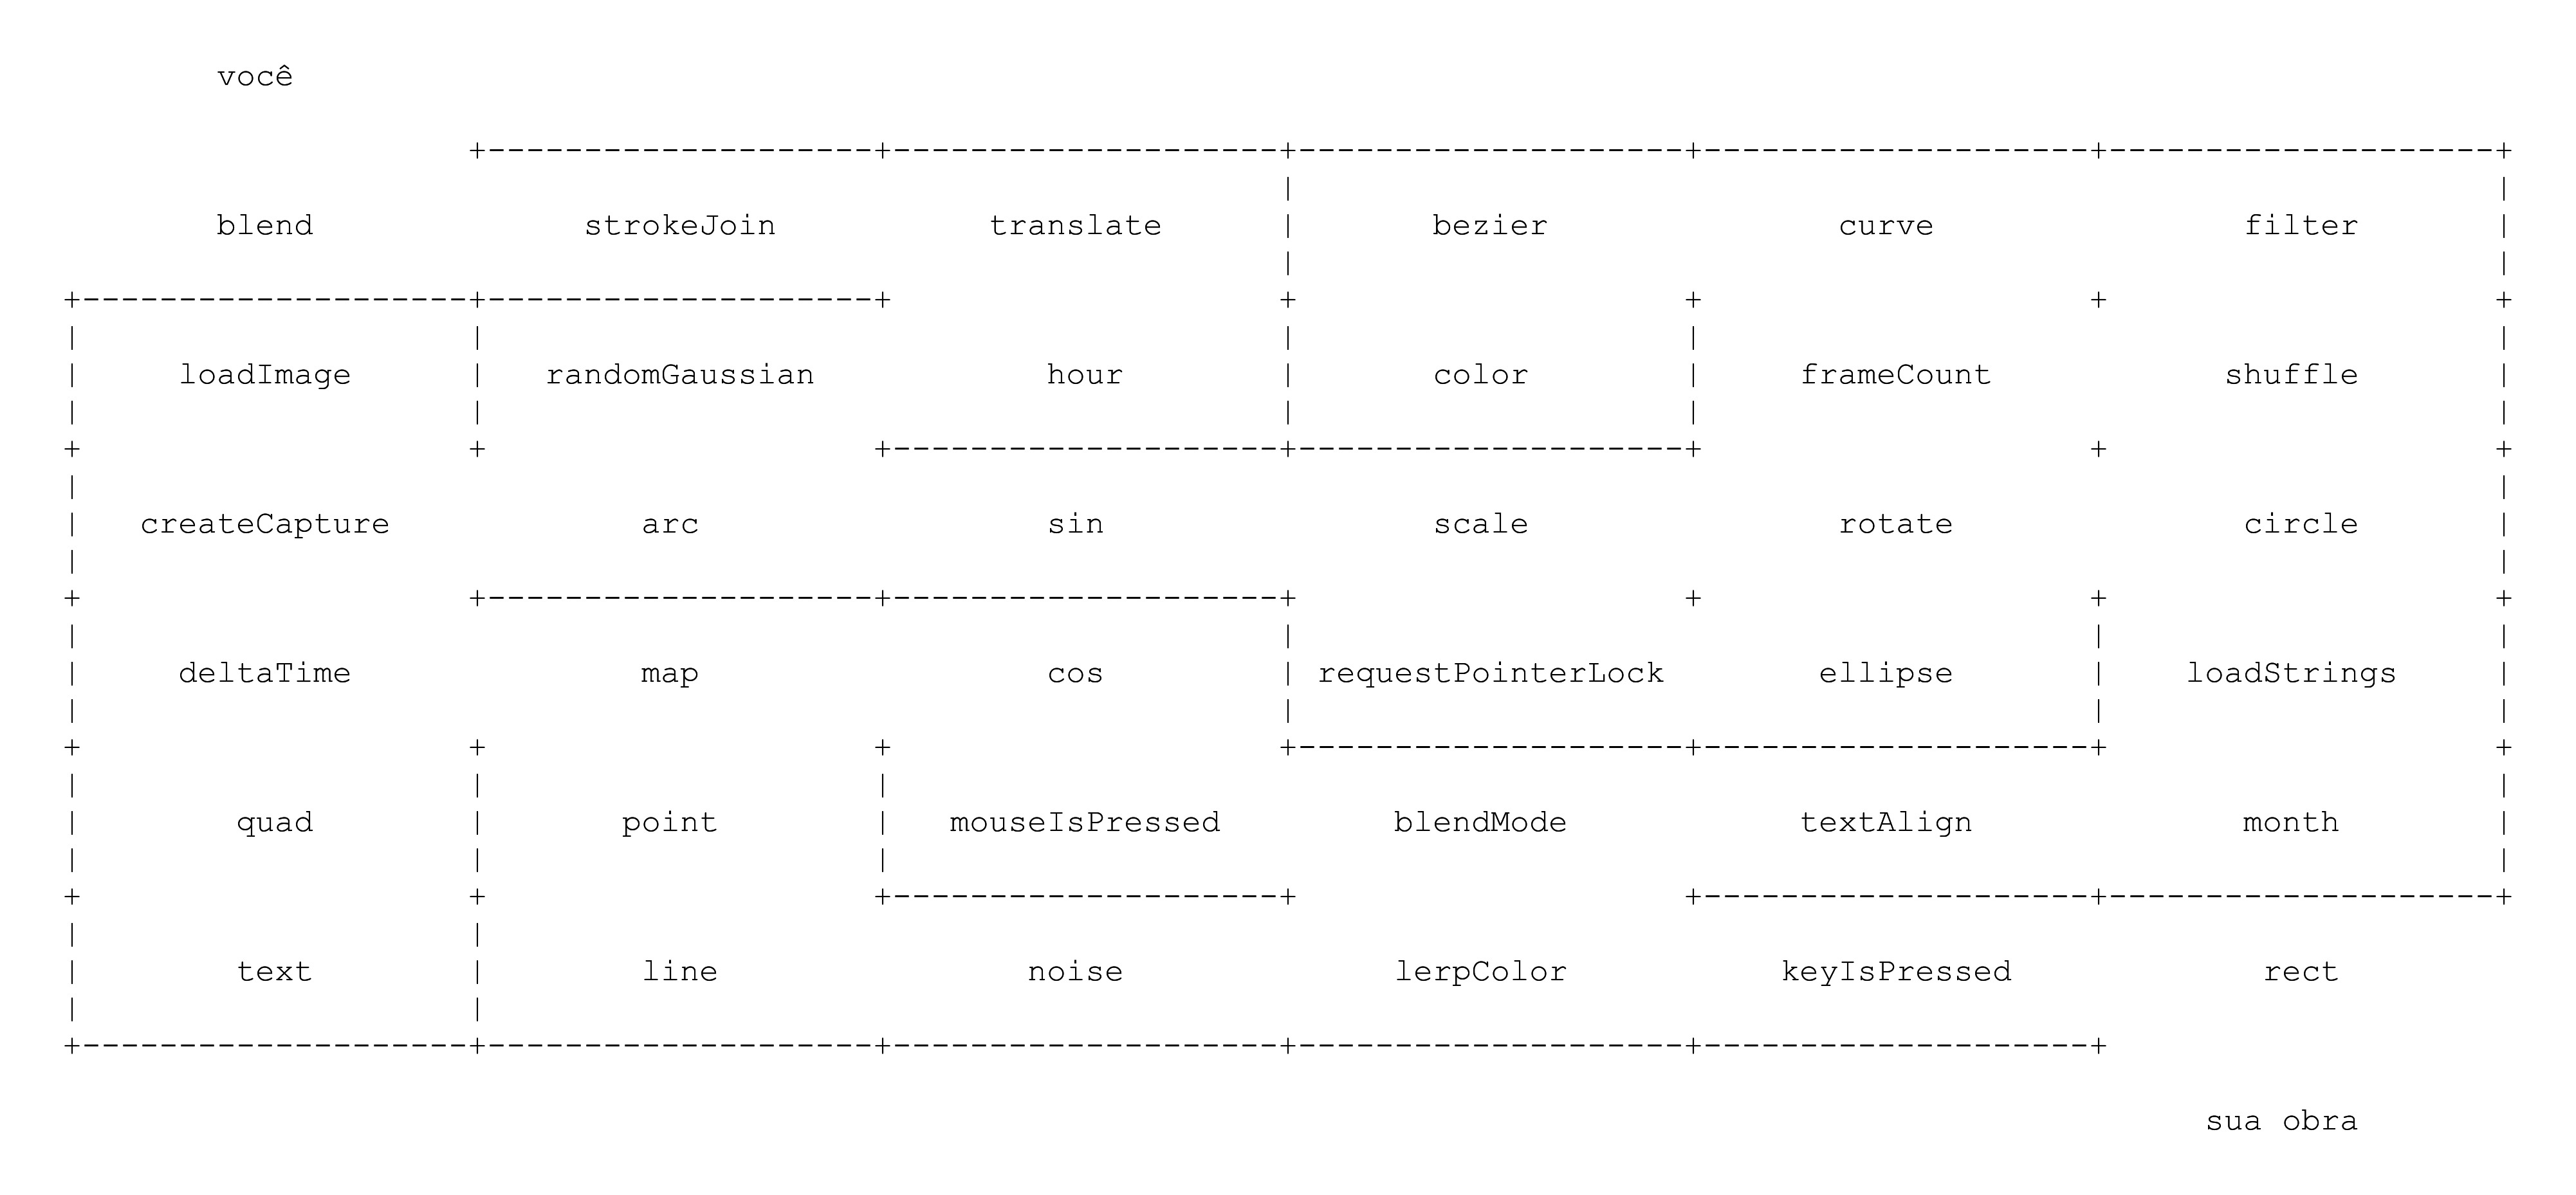 você
blend strokeJoin translate bezier curve filter
loadImage randomGaussian hour color frameCount shuffle
createCapture arc sin scale rotate circle
deltaTime map cos requestPointerLock ellipse loadStrings
quad point mouseIsPressed blendMode textAlign month
text line noise lerpColor keyIsPressed rect
sua obra